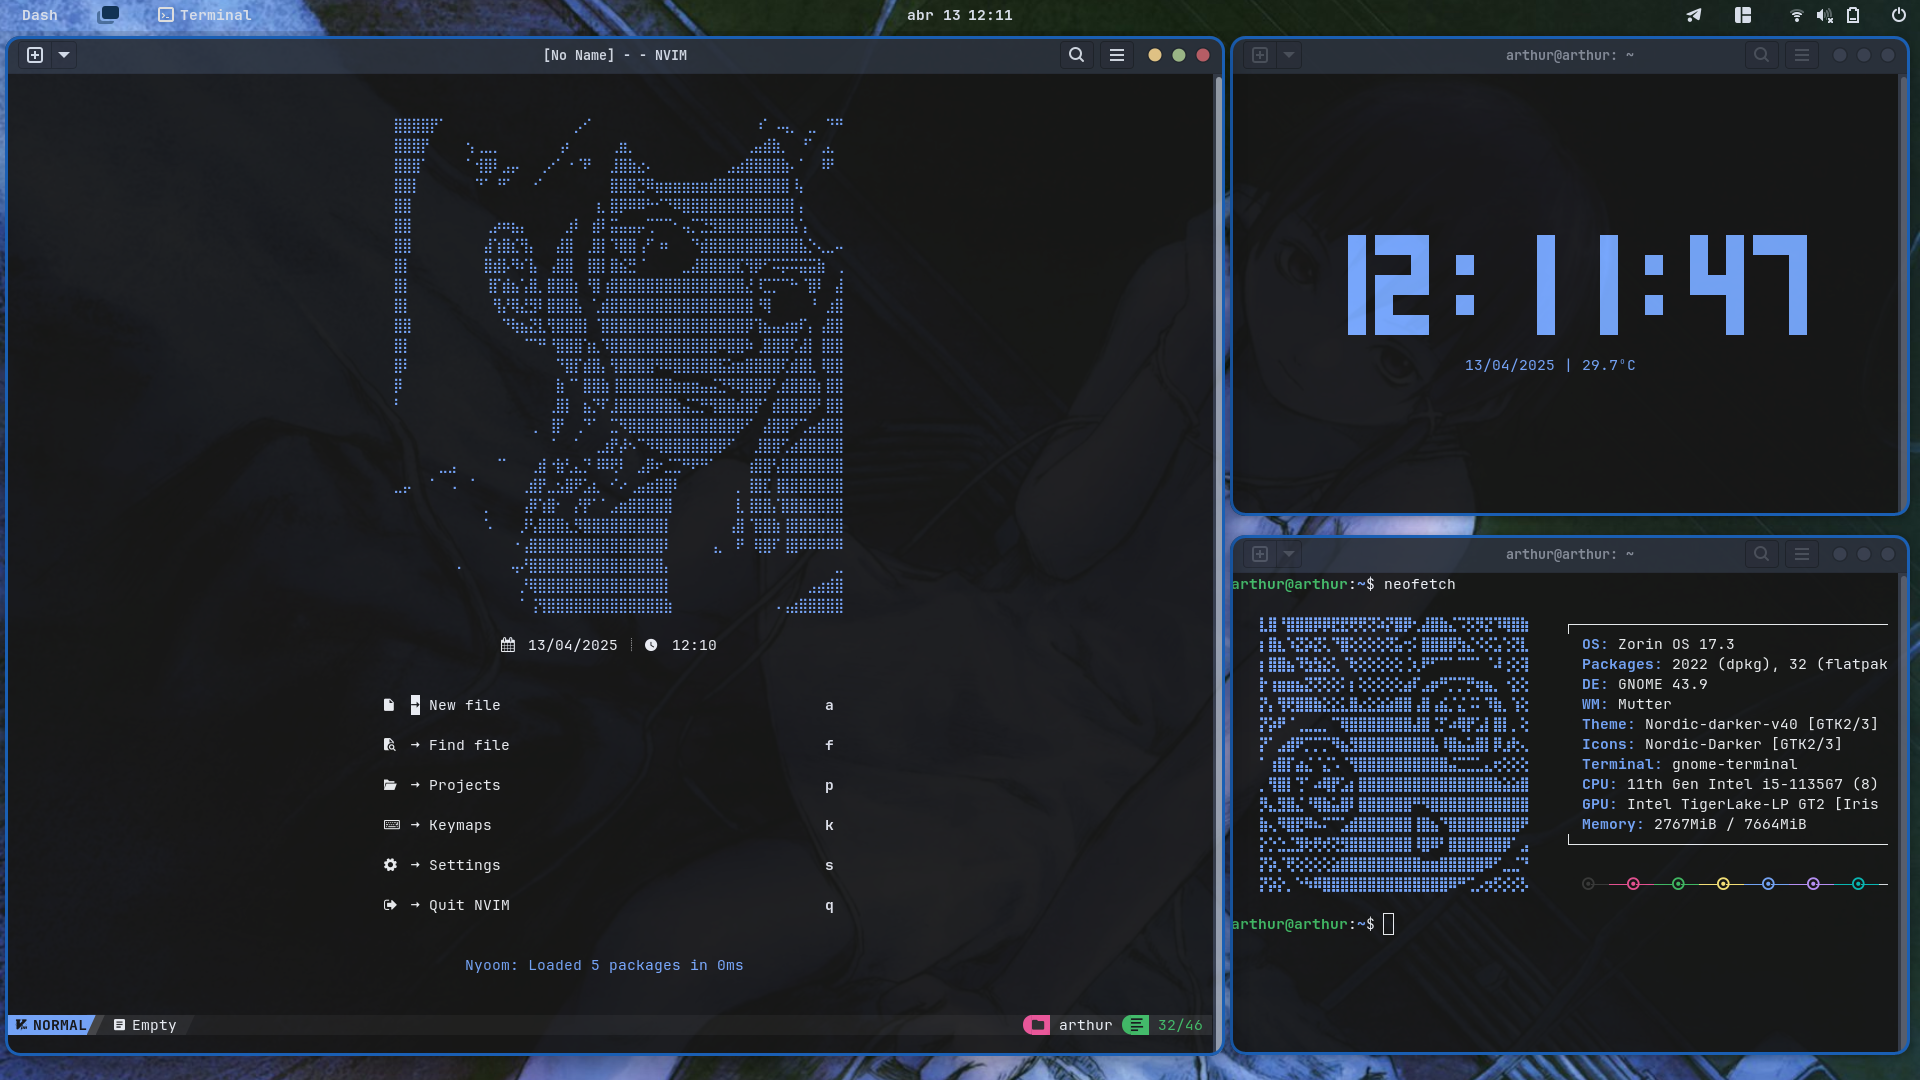 Dash
Terminal
abr 13 12:11
[No Name] - - NVIM
13/04/2025 | 12:10
→ New file a
→ Find file f
→ Projects p
→ Keymaps k
→ Settings s
→ Quit NVIM q
Nyoom: Loaded 5 packages in 0ms
NORMAL Empty arthur 32/46
arthur@arthur: ~
12:11:47
13/04/2025 | 29.7°C
arthur@arthur: ~
arthur@arthur:~$ neofetch
OS: Zorin OS 17.3
Packages: 2022 (dpkg), 32 (flatpak
DE: GNOME 43.9
WM: Mutter
Theme: Nordic-darker-v40 [GTK2/3]
Icons: Nordic-Darker [GTK2/3]
Terminal: gnome-terminal
CPU: 11th Gen Intel i5-1135G7 (8)
GPU: Intel TigerLake-LP GT2 [Iris
Memory: 2767MiB / 7664MiB
arthur@arthur:~$